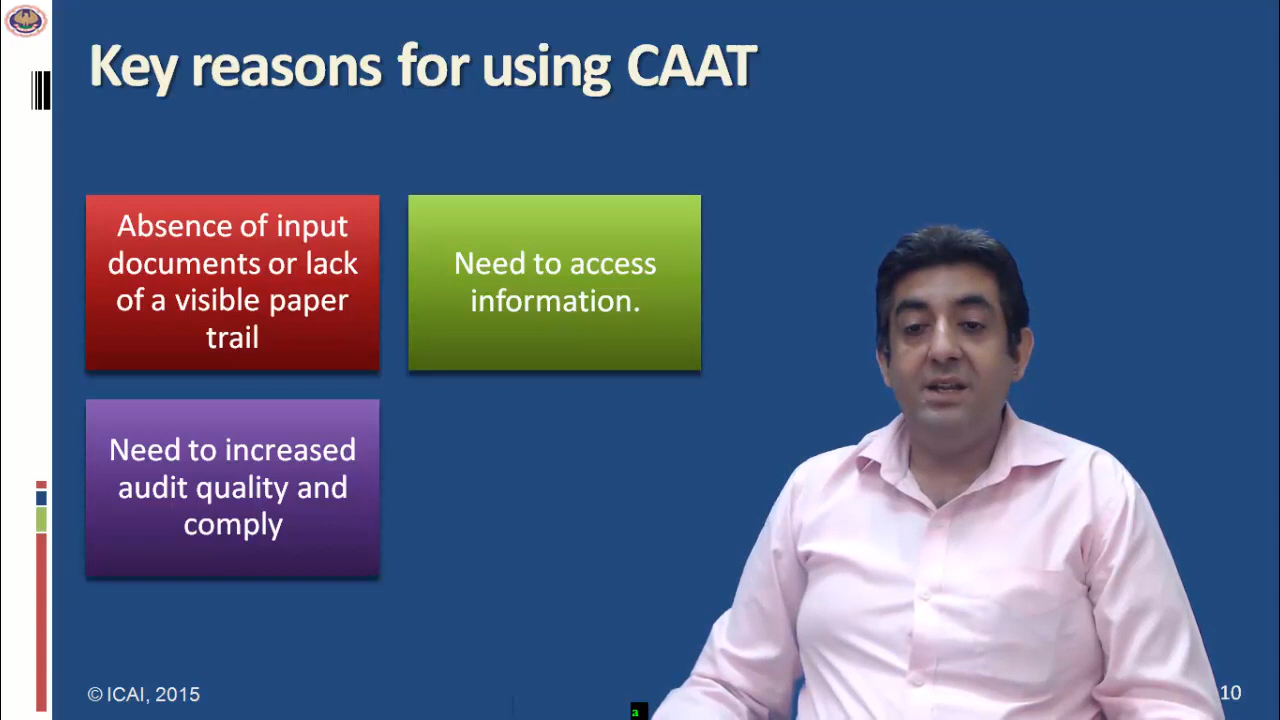 Key reasons for using CAAT
Absence of input
documents or lack
of a visible paper
trail
Need to access
information.
Need to increased
audit quality and
comply
© ICAI, 2015
a
10